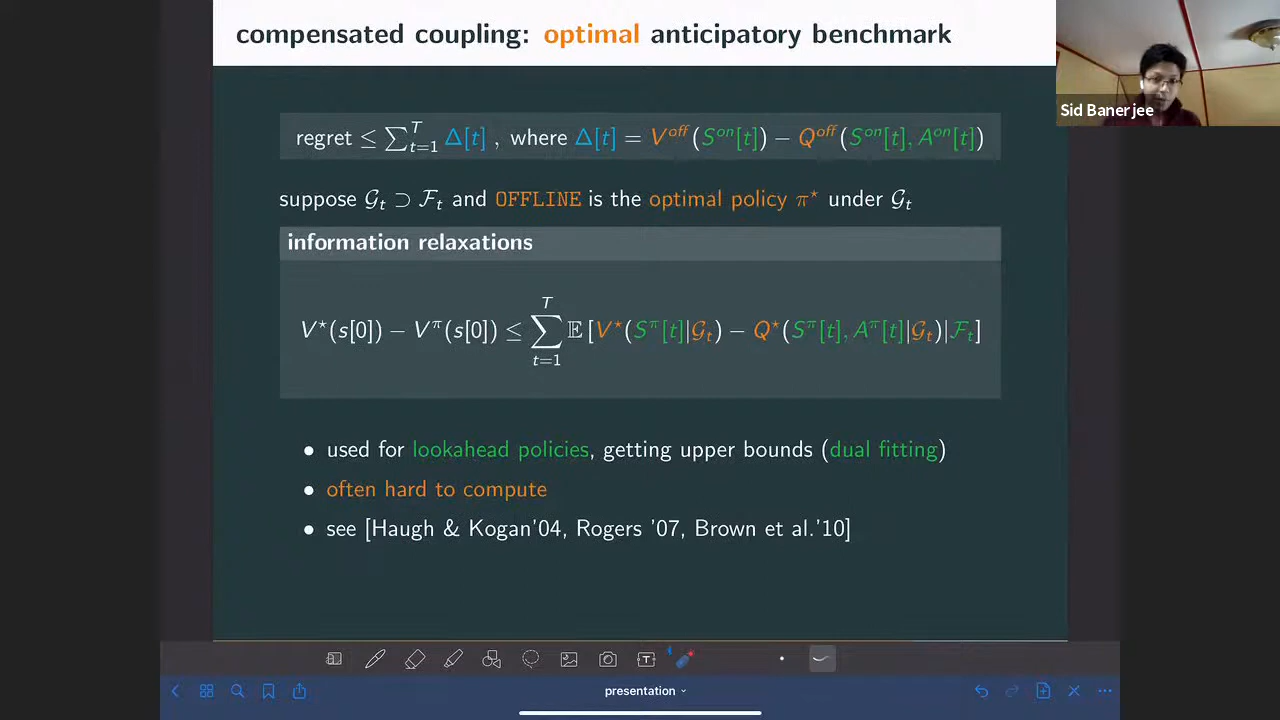 compensated coupling: optimal anticipatory benchmark
Sid Banerjee
regret ≤ ∑_{t=1}^{T} Δ[t] , where Δ[t] = V^{off}(S^{on}[t]) − Q^{off}(S^{on}[t], A^{on}[t])
suppose 𝒢_t ⊃ ℱ_t and OFFLINE is the optimal policy π* under 𝒢_t
information relaxations
V*(s[0]) − V^π(s[0]) ≤ ∑_{t=1}^{T} 𝔼 [V*(S^π[t]|𝒢_t) − Q*(S^π[t], A^π[t]|𝒢_t)|ℱ_t]
• used for lookahead policies, getting upper bounds (dual fitting)
• often hard to compute
• see [Haugh & Kogan'04, Rogers '07, Brown et al.'10]
T
presentation